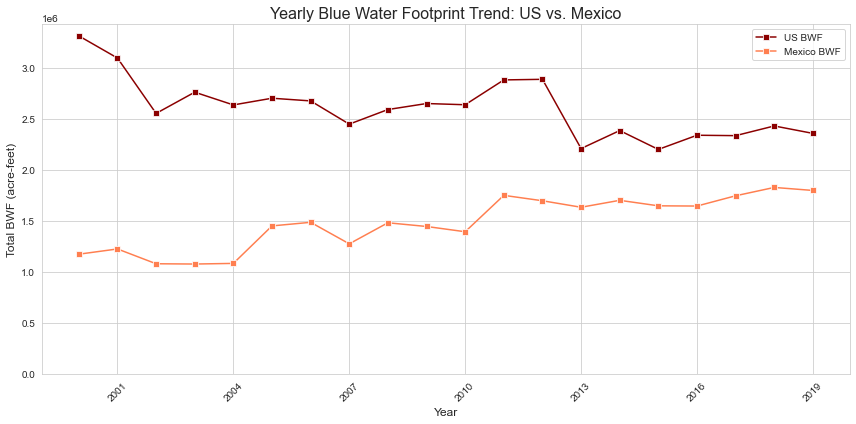 Yearly Blue Water Footprint Trend: US vs. Mexico
1e6
US BWF
Mexico BWF
3.0
2.5
2.0
1.5
1.0
0.5
0.0
Total BWF (acre-feet)
2001
2004
2007
2010
2013
2016
2019
Year